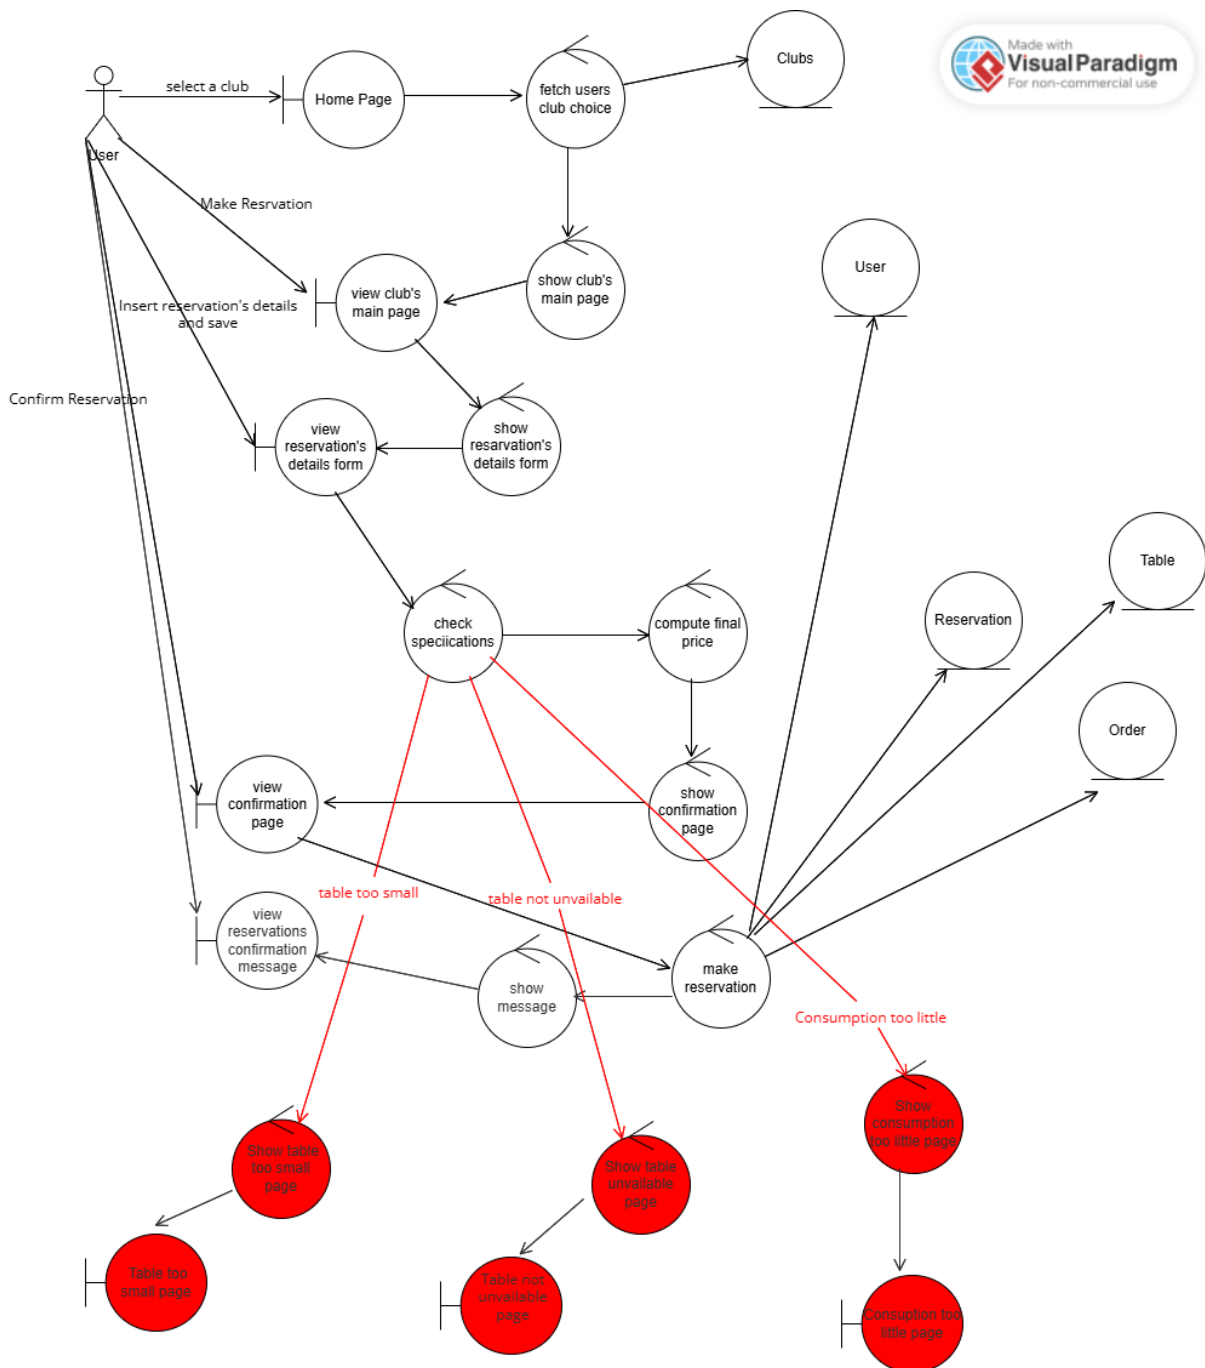 Made with
Visual Paradigm
For non-commercial use
Clubs
select a club
Home Page
fetch users
club choice
User
Make Resrvation
User
show club's
main page
view club's
main page
Insert reservation's details
and save
Confirm Reservation
view
reservation's
details form
show
resarvation's
details form
Table
check
speciications
compute final
price
Reservation
Order
view
confirmation
page
show
confirmation
page
table too small
table not unvailable
view
reservations
confirmation
message
make
reservation
show
message
Consumption too little
Show
consumption
too little page
Show table
too small
page
Show table
unvailable
page
Table too
small page
Table not
unvailable
page
Consuption too
little page